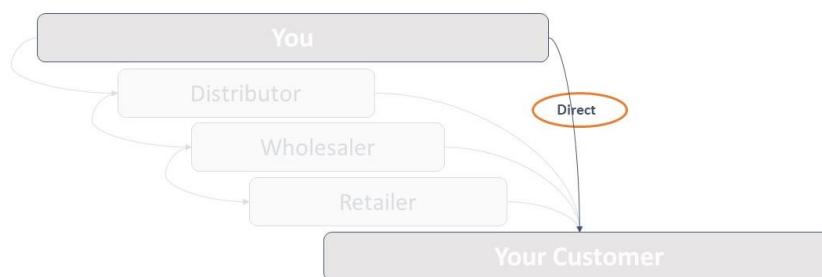 You
Distributor
Direct
Wholesaler
Retailer
Your Customer